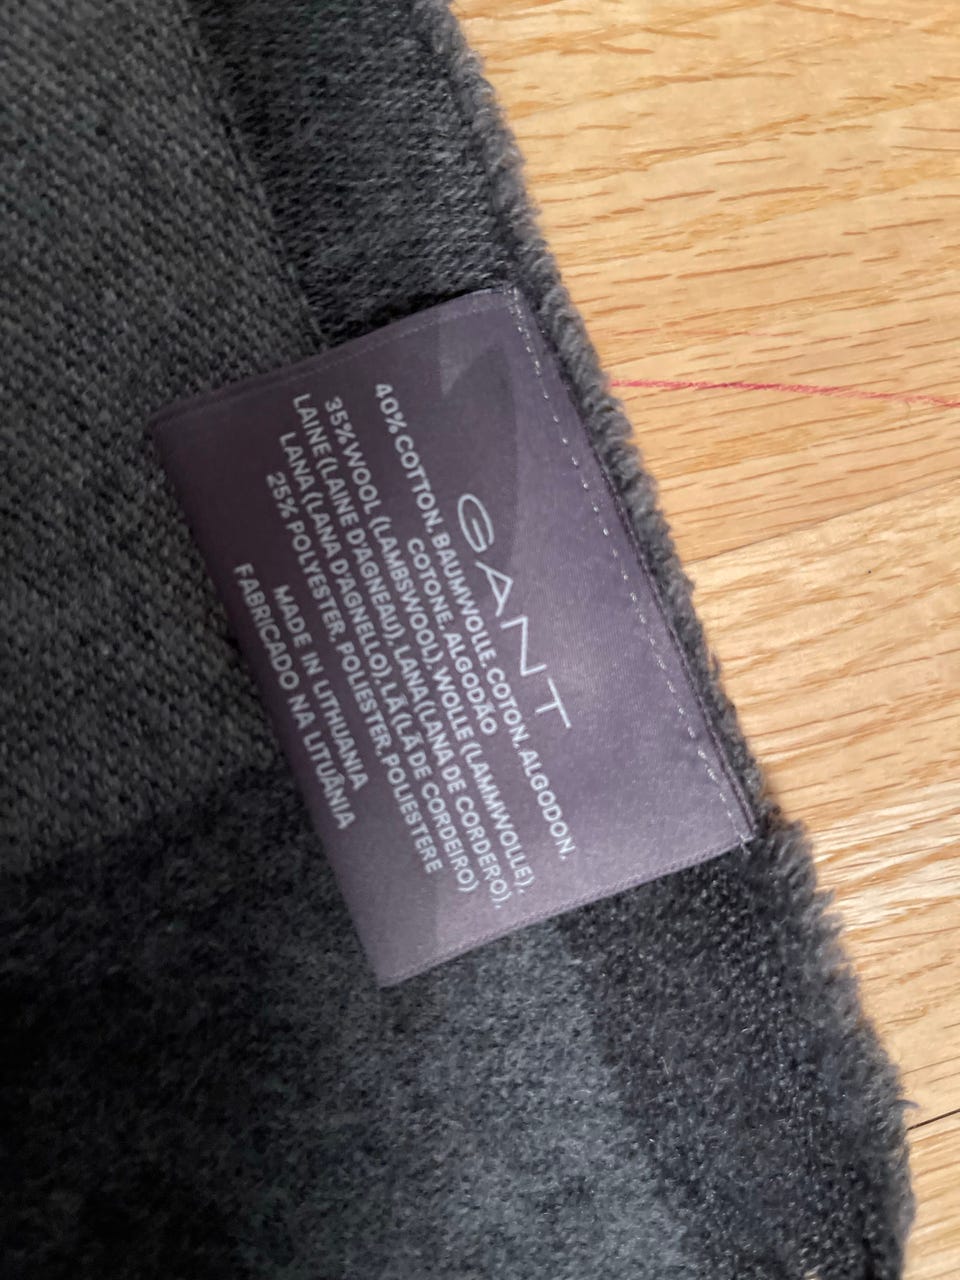 GANT
40% COTTON, BAUMWOLLE, COTON, ALGODON,
COTONE, ALGODÃO
35% WOOL (LAMBSWOOL), WOLLE (LAMMWOLLE),
LAINE (LAINE D'AGNEAU), LANA (LANA DE CORDERO),
LANA (LANA D'AGNELLO), LÃ (LÃ DE CORDEIRO)
25% POLYESTER, POLIESTER, POLIESTERE
MADE IN LITHUANIA
FABRICADO NA LITUÂNIA